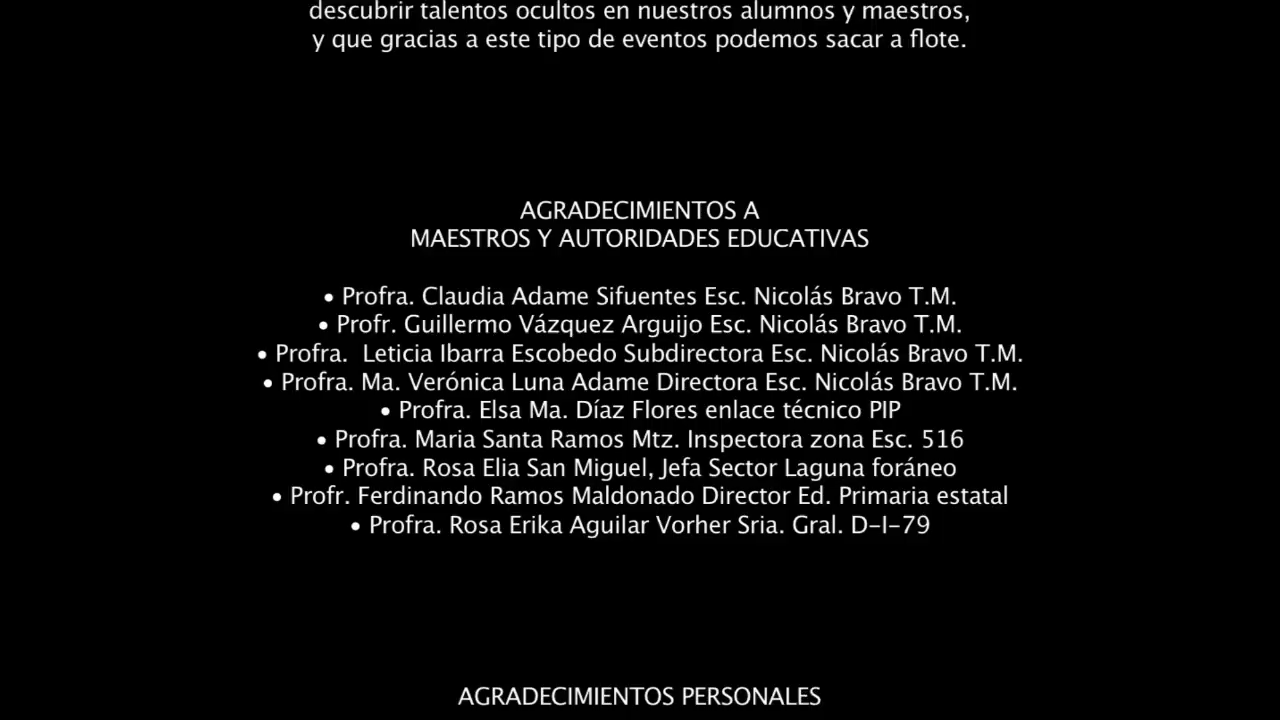 descubrir talentos ocultos en nuestros alumnos y maestros,
y que gracias a este tipo de eventos podemos sacar a flote.
AGRADECIMIENTOS A
MAESTROS Y AUTORIDADES EDUCATIVAS
• Profra. Claudia Adame Sifuentes Esc. Nicolás Bravo T.M.
• Profr. Guillermo Vázquez Arguijo Esc. Nicolás Bravo T.M.
• Profra.  Leticia Ibarra Escobedo Subdirectora Esc. Nicolás Bravo T.M.
• Profra. Ma. Verónica Luna Adame Directora Esc. Nicolás Bravo T.M.
• Profra. Elsa Ma. Díaz Flores enlace técnico PIP
• Profra. Maria Santa Ramos Mtz. Inspectora zona Esc. 516
• Profra. Rosa Elia San Miguel, Jefa Sector Laguna foráneo
• Profr. Ferdinando Ramos Maldonado Director Ed. Primaria estatal
• Profra. Rosa Erika Aguilar Vorher Sria. Gral. D-I-79
AGRADECIMIENTOS PERSONALES